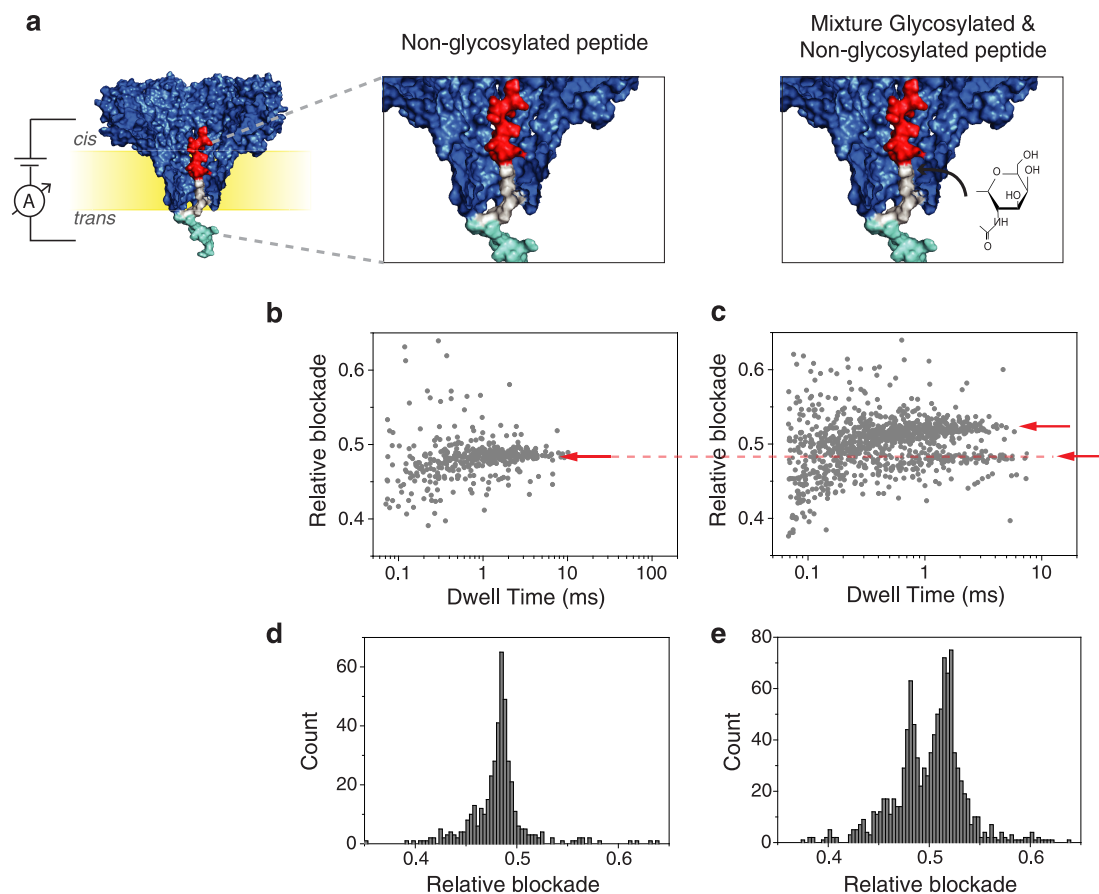 a
Non-glycosylated peptide
Mixture Glycosylated &
Non-glycosylated peptide
cis
A
trans
OH
O
OH
HO
NH
O
b
c
Relative blockade
0.6
0.5
0.4
0.1
1
10
100
Dwell Time (ms)
Relative blockade
0.6
0.5
0.4
0.1
1
10
Dwell Time (ms)
d
e
Count
60
40
20
0
0.4
0.5
0.6
Relative blockade
Count
80
60
40
20
0
0.4
0.5
0.6
Relative blockade